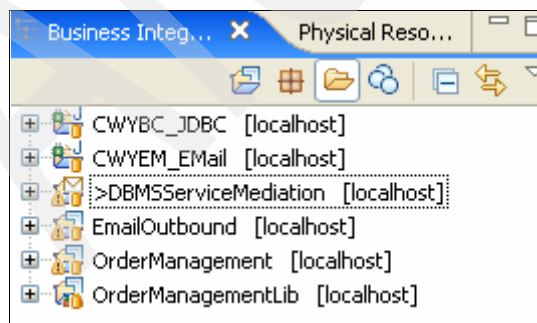 Business Integ... Physical Reso...
CWYBC_JDBC [localhost]
CWYEM_EMail [localhost]
>DBMSServiceMediation [localhost]
EmailOutbound [localhost]
OrderManagement [localhost]
OrderManagementLib [localhost]